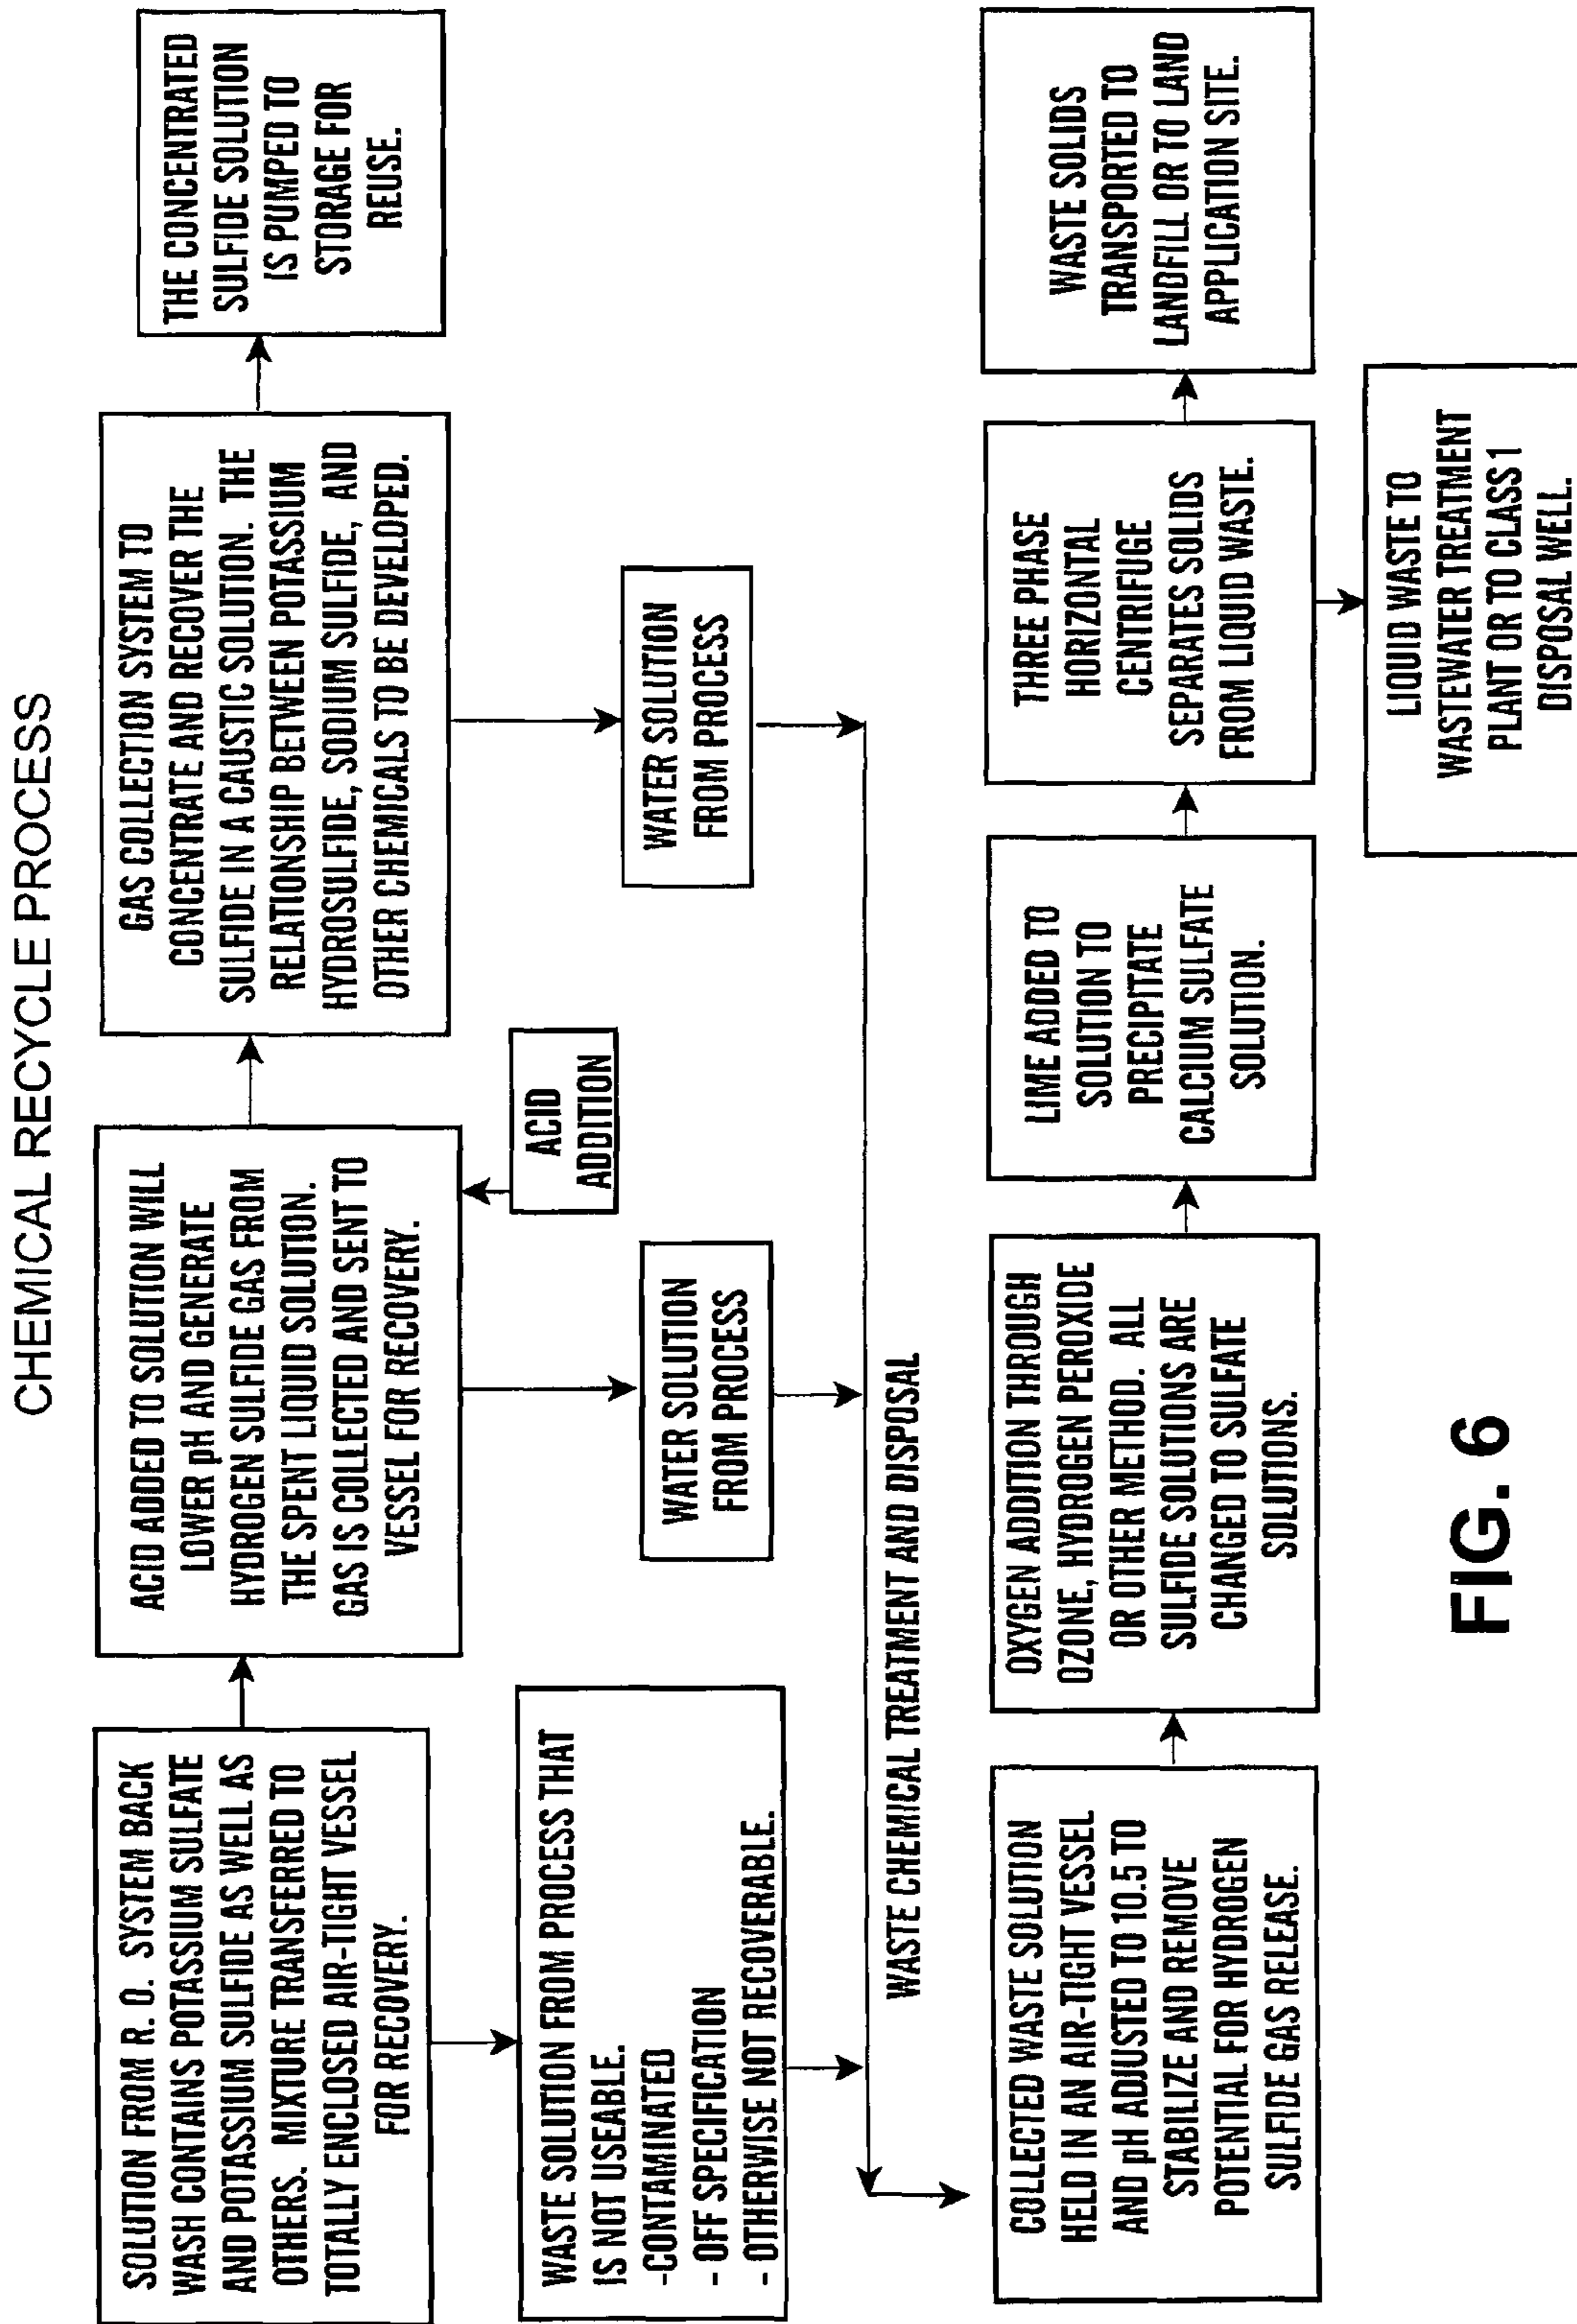 CHEMICAL RECYCLE PROCESS
SOLUTION FROM R. O. SYSTEM BACK
WASH CONTAINS POTASSIUM SULFATE
AND POTASSIUM SULFIDE AS WELL AS
OTHERS. MIXTURE TRANSFERRED TO
TOTALLY ENCLOSED AIR-TIGHT VESSEL
FOR RECOVERY.
ACID ADDED TO SOLUTION WILL
LOWER pH AND GENERATE
HYDROGEN SULFIDE GAS FROM
THE SPENT LIQUID SOLUTION.
GAS IS COLLECTED AND SENT TO
VESSEL FOR RECOVERY.
GAS COLLECTION SYSTEM TO
CONCENTRATE AND RECOVER THE
SULFIDE IN A CAUSTIC SOLUTION. THE
RELATIONSHIP BETWEEN POTASSIUM
HYDROSULFIDE, SODIUM SULFIDE, AND
OTHER CHEMICALS TO BE DEVELOPED.
THE CONCENTRATED
SULFIDE SOLUTION
IS PUMPED TO
STORAGE FOR
REUSE.
ACID
ADDITION
WASTE SOLUTION FROM PROCESS THAT
IS NOT USEABLE.
-CONTAMINATED
- OFF SPECIFICATION
- OTHERWISE NOT RECOVERABLE.
WATER SOLUTION
FROM PROCESS
WATER SOLUTION
FROM PROCESS
WASTE CHEMICAL TREATMENT AND DISPOSAL
COLLECTED WASTE SOLUTION
HELD IN AN AIR-TIGHT VESSEL
AND pH ADJUSTED TO 10.5 TO
STABILIZE AND REMOVE
POTENTIAL FOR HYDROGEN
SULFIDE GAS RELEASE.
OXYGEN ADDITION THROUGH
OZONE, HYDROGEN PEROXIDE
OR OTHER METHOD. ALL
SULFIDE SOLUTIONS ARE
CHANGED TO SULFATE
SOLUTIONS.
LIME ADDED TO
SOLUTION TO
PRECIPITATE
CALCIUM SULFATE
SOLUTION.
THREE PHASE
HORIZONTAL
CENTRIFUGE
SEPARATES SOLIDS
FROM LIQUID WASTE.
WASTE SOLIDS
TRANSPORTED TO
LANDFILL OR TO LAND
APPLICATION SITE.
LIQUID WASTE TO
WASTEWATER TREATMENT
PLANT OR TO CLASS1
DISPOSAL WELL.
FIG. 6